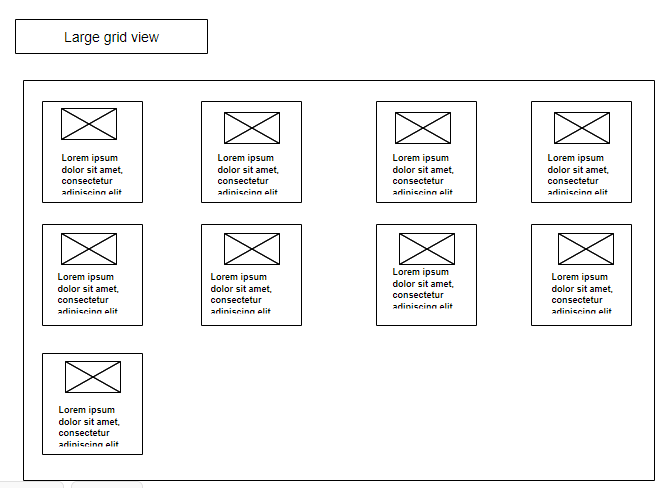 Large grid view
Lorem ipsum
dolor sit amet,
consectetur
adipiscing elit
Lorem ipsum
dolor sit amet,
consectetur
adipiscing elit
Lorem ipsum
dolor sit amet,
consectetur
adipiscing elit
Lorem ipsum
dolor sit amet,
consectetur
adipiscing elit
Lorem ipsum
dolor sit amet,
consectetur
adipiscing elit
Lorem ipsum
dolor sit amet,
consectetur
adipiscing elit
Lorem ipsum
dolor sit amet,
consectetur
adipiscing elit
Lorem ipsum
dolor sit amet,
consectetur
adipiscing elit
Lorem ipsum
dolor sit amet,
consectetur
adipiscing elit